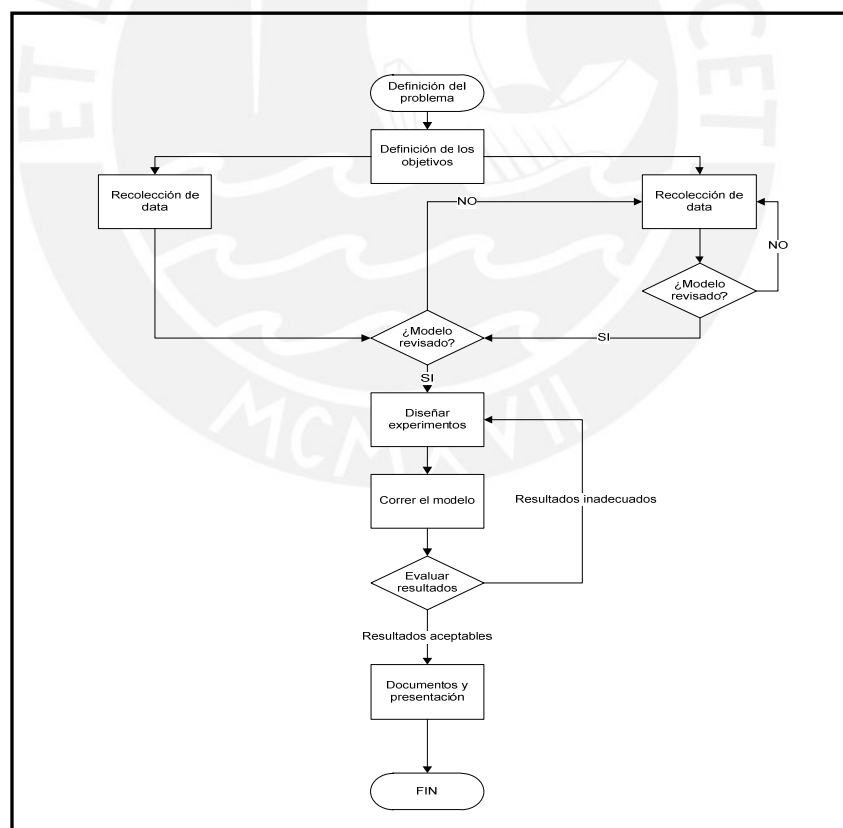 Definición del
problema
Definición de los
objetivos
Recolección de
data
Recolección de
data
NO
NO
¿Modelo
revisado?
¿Modelo
revisado?
SI
SI
Diseñar
experimentos
Correr el modelo
Resultados inadecuados
Evaluar
resultados
Resultados aceptables
Documentos y
presentación
FIN
MCMXVII